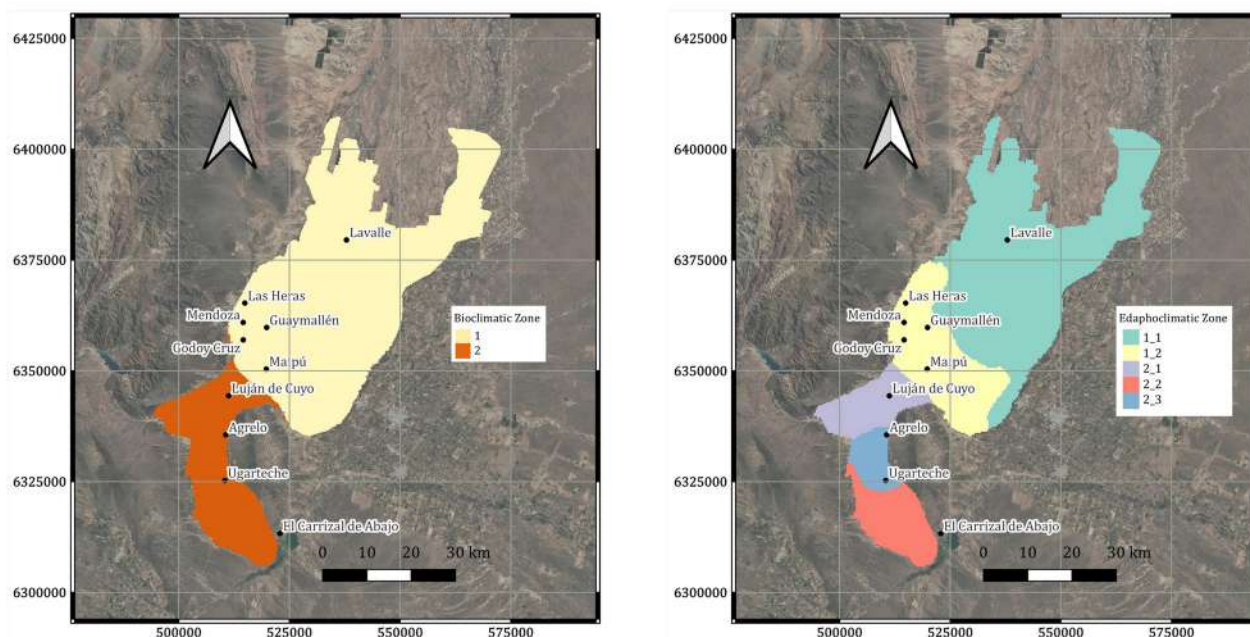 6425000
6400000
Lavalle
6375000
Las Heras
Mendoza
Guaymallén
Godoy Cruz
Maipú
6350000
Luján de Cuyo
Agrelo
Ugarteche
6325000
El Carrizal de Abajo
0 10 20 30 km
6300000
500000 525000 550000 575000
Bioclimatic Zone
1
2
6425000
6400000
Lavalle
6375000
Las Heras
Mendoza
Guaymallén
Godoy Cruz
Maipú
6350000
Luján de Cuyo
Agrelo
Ugarteche
6325000
El Carrizal de Abajo
0 10 20 30 km
6300000
500000 525000 550000 575000
Edaphoclimatic Zone
1_1
1_2
2_1
2_2
2_3